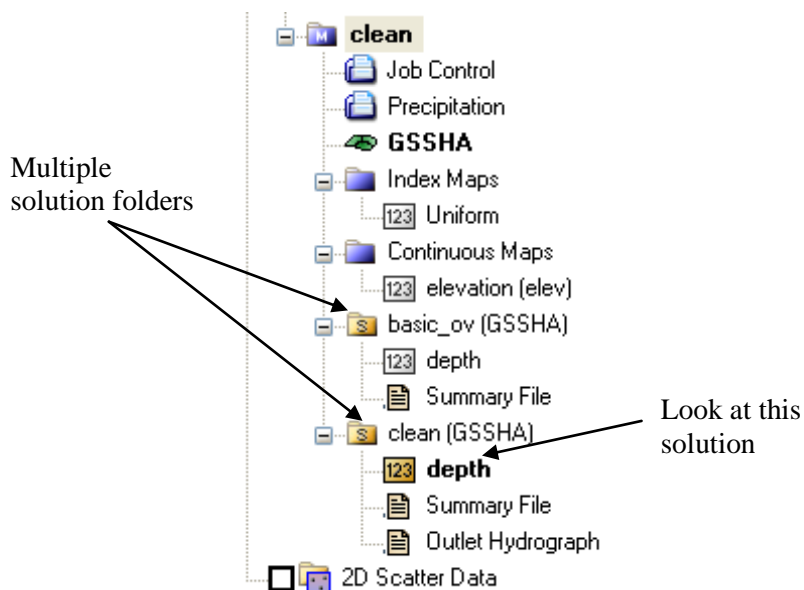 M clean
Job Control
Precipitation
GSSHA
Multiple
solution folders
Index Maps
123 Uniform
Continuous Maps
123 elevation (elev)
S basic_ov (GSSHA)
123 depth
Summary File
S clean (GSSHA)
Look at this
solution
123 depth
Summary File
Outlet Hydrograph
2D Scatter Data